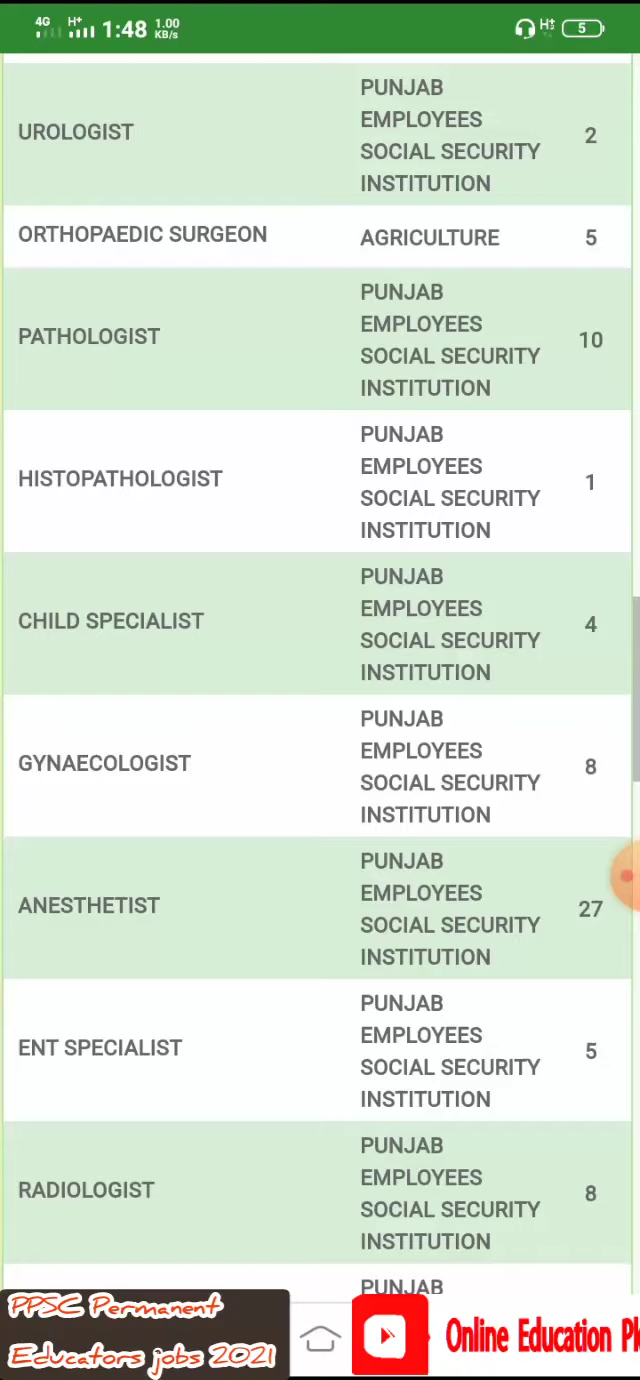 4G H+ 1:48 1.00 KB/s 5
PUNJAB
EMPLOYEES
UROLOGIST SOCIAL SECURITY 2
INSTITUTION
ORTHOPAEDIC SURGEON AGRICULTURE 5
PUNJAB
EMPLOYEES
PATHOLOGIST SOCIAL SECURITY 10
INSTITUTION
PUNJAB
EMPLOYEES
HISTOPATHOLOGIST SOCIAL SECURITY 1
INSTITUTION
PUNJAB
EMPLOYEES
CHILD SPECIALIST SOCIAL SECURITY 4
INSTITUTION
PUNJAB
EMPLOYEES
GYNAECOLOGIST SOCIAL SECURITY 8
INSTITUTION
PUNJAB
EMPLOYEES
ANESTHETIST SOCIAL SECURITY 27
INSTITUTION
PUNJAB
EMPLOYEES
ENT SPECIALIST SOCIAL SECURITY 5
INSTITUTION
PUNJAB
EMPLOYEES
RADIOLOGIST SOCIAL SECURITY 8
INSTITUTION
PUNJAB
PPSC Permanent
Educators jobs 2021
Online Education